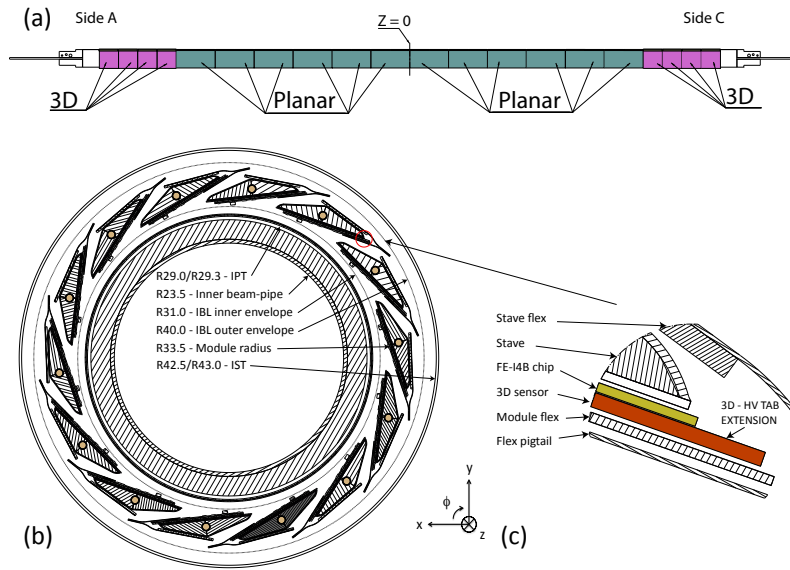 (a)
Side A
Z = 0
Side C
3D
Planar
Planar
3D
R29.0/R29.3 - IPT
R23.5 - Inner beam-pipe
R31.0 - IBL inner envelope
R40.0 - IBL outer envelope
R33.5 - Module radius
R42.5/R43.0 - IST
Stave flex
Stave
FE-I4B chip
3D sensor
Module flex
Flex pigtail
3D - HV TAB
EXTENSION
y
ϕ
x
z
(b)
(c)